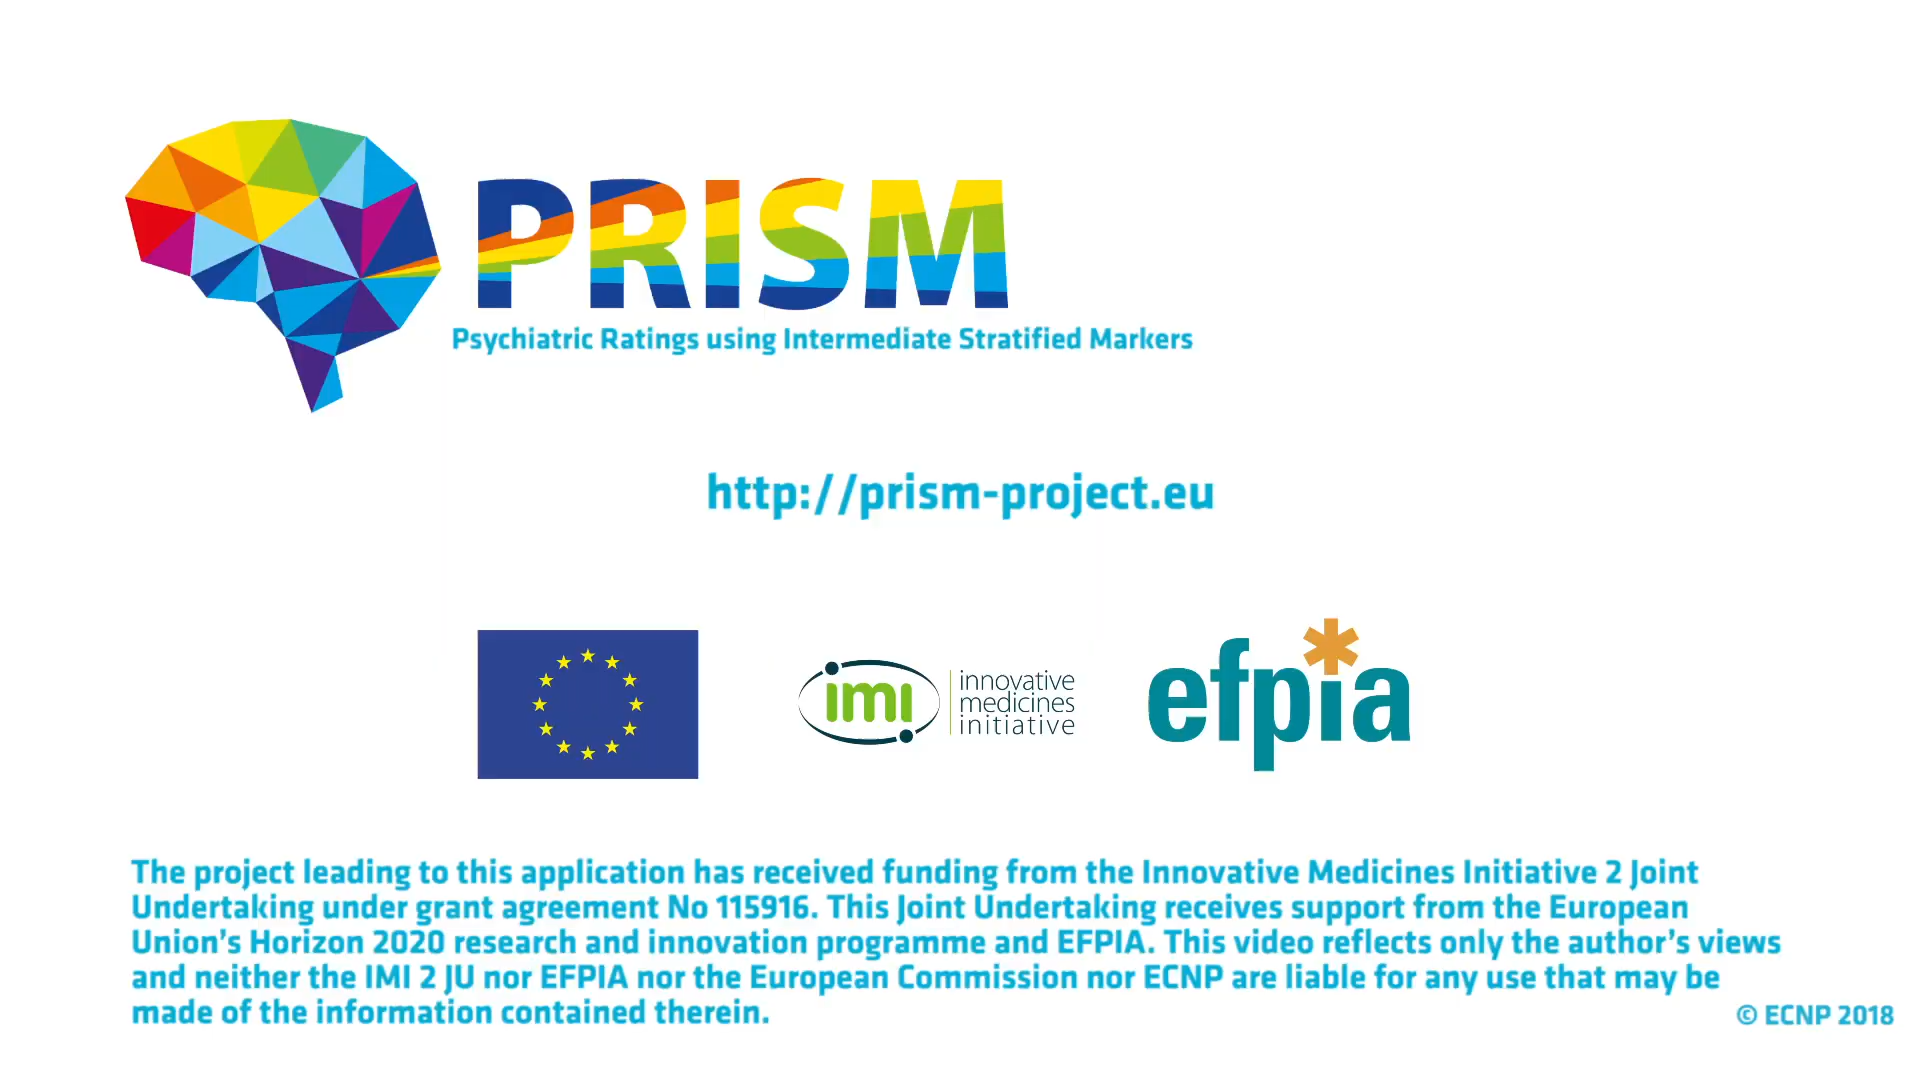 PRISM
Psychiatric Ratings using Intermediate Stratified Markers
http://prism-project.eu
imi
innovative
medicines
initiative
efpia
The project leading to this application has received funding from the Innovative Medicines Initiative 2 Joint
Undertaking under grant agreement No 115916. This Joint Undertaking receives support from the European
Union’s Horizon 2020 research and innovation programme and EFPIA. This video reflects only the author’s views
and neither the IMI 2 JU nor EFPIA nor the European Commission nor ECNP are liable for any use that may be
made of the information contained therein.
© ECNP 2018